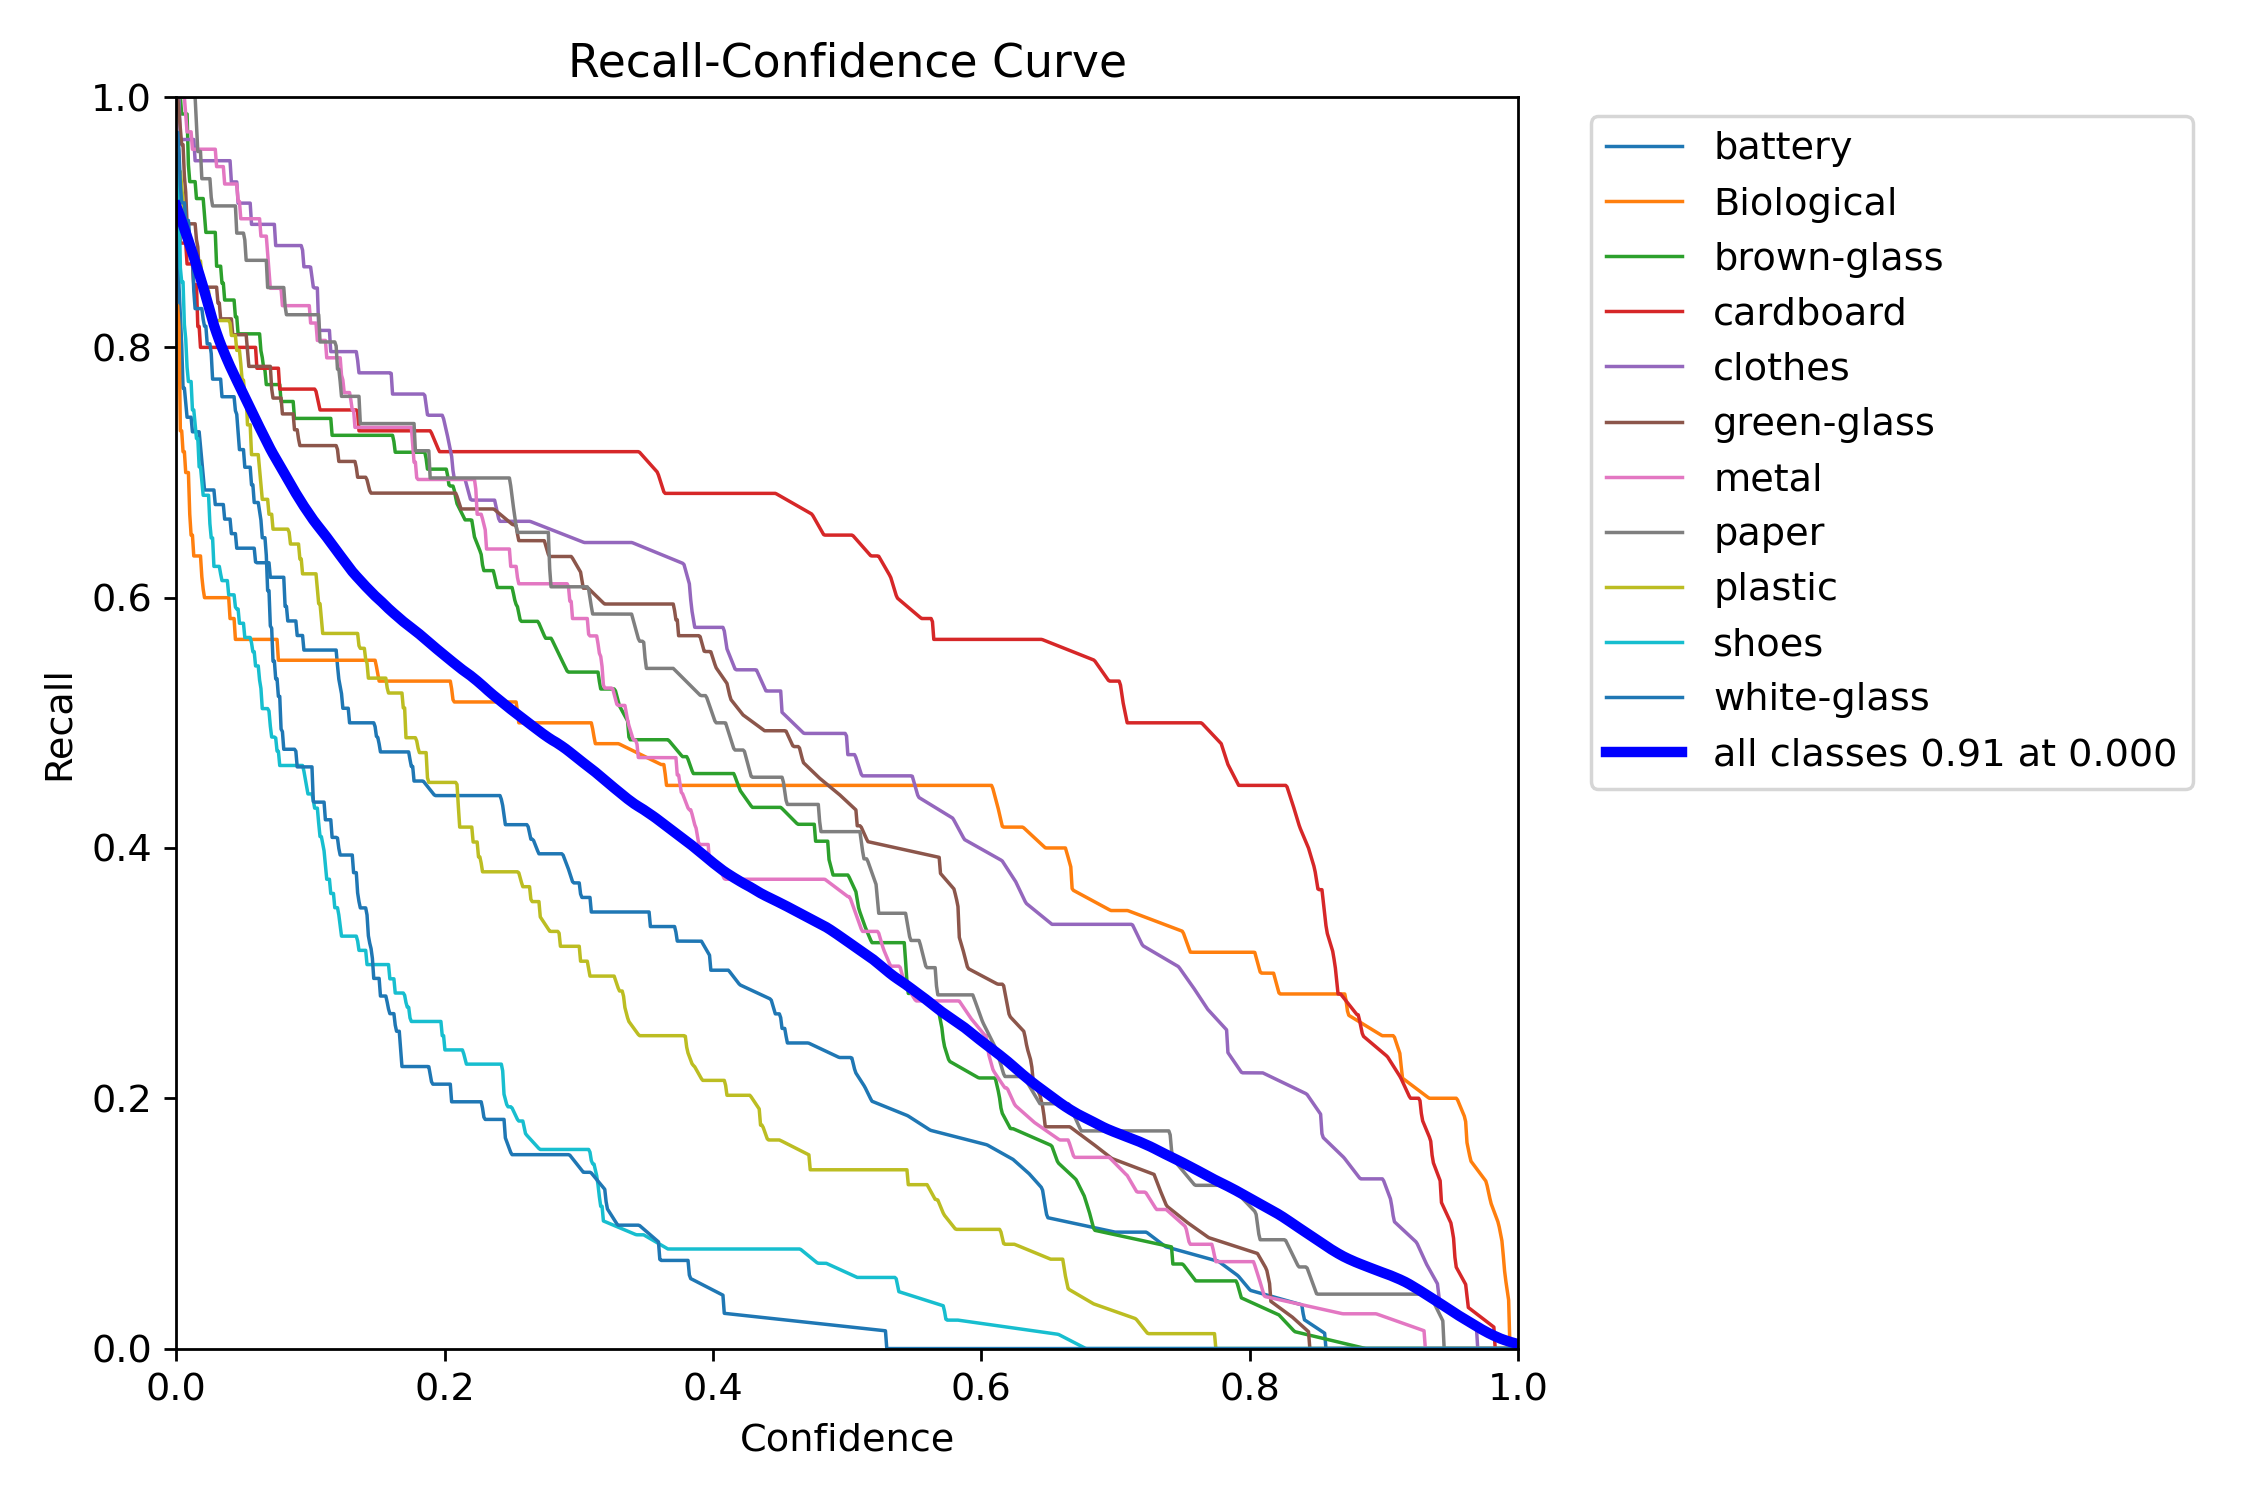 Recall-Confidence Curve
1.0
0.8
0.6
0.4
0.2
0.0
Recall
0.0 0.2 0.4 0.6 0.8 1.0
Confidence
battery
Biological
brown-glass
cardboard
clothes
green-glass
metal
paper
plastic
shoes
white-glass
all classes 0.91 at 0.000